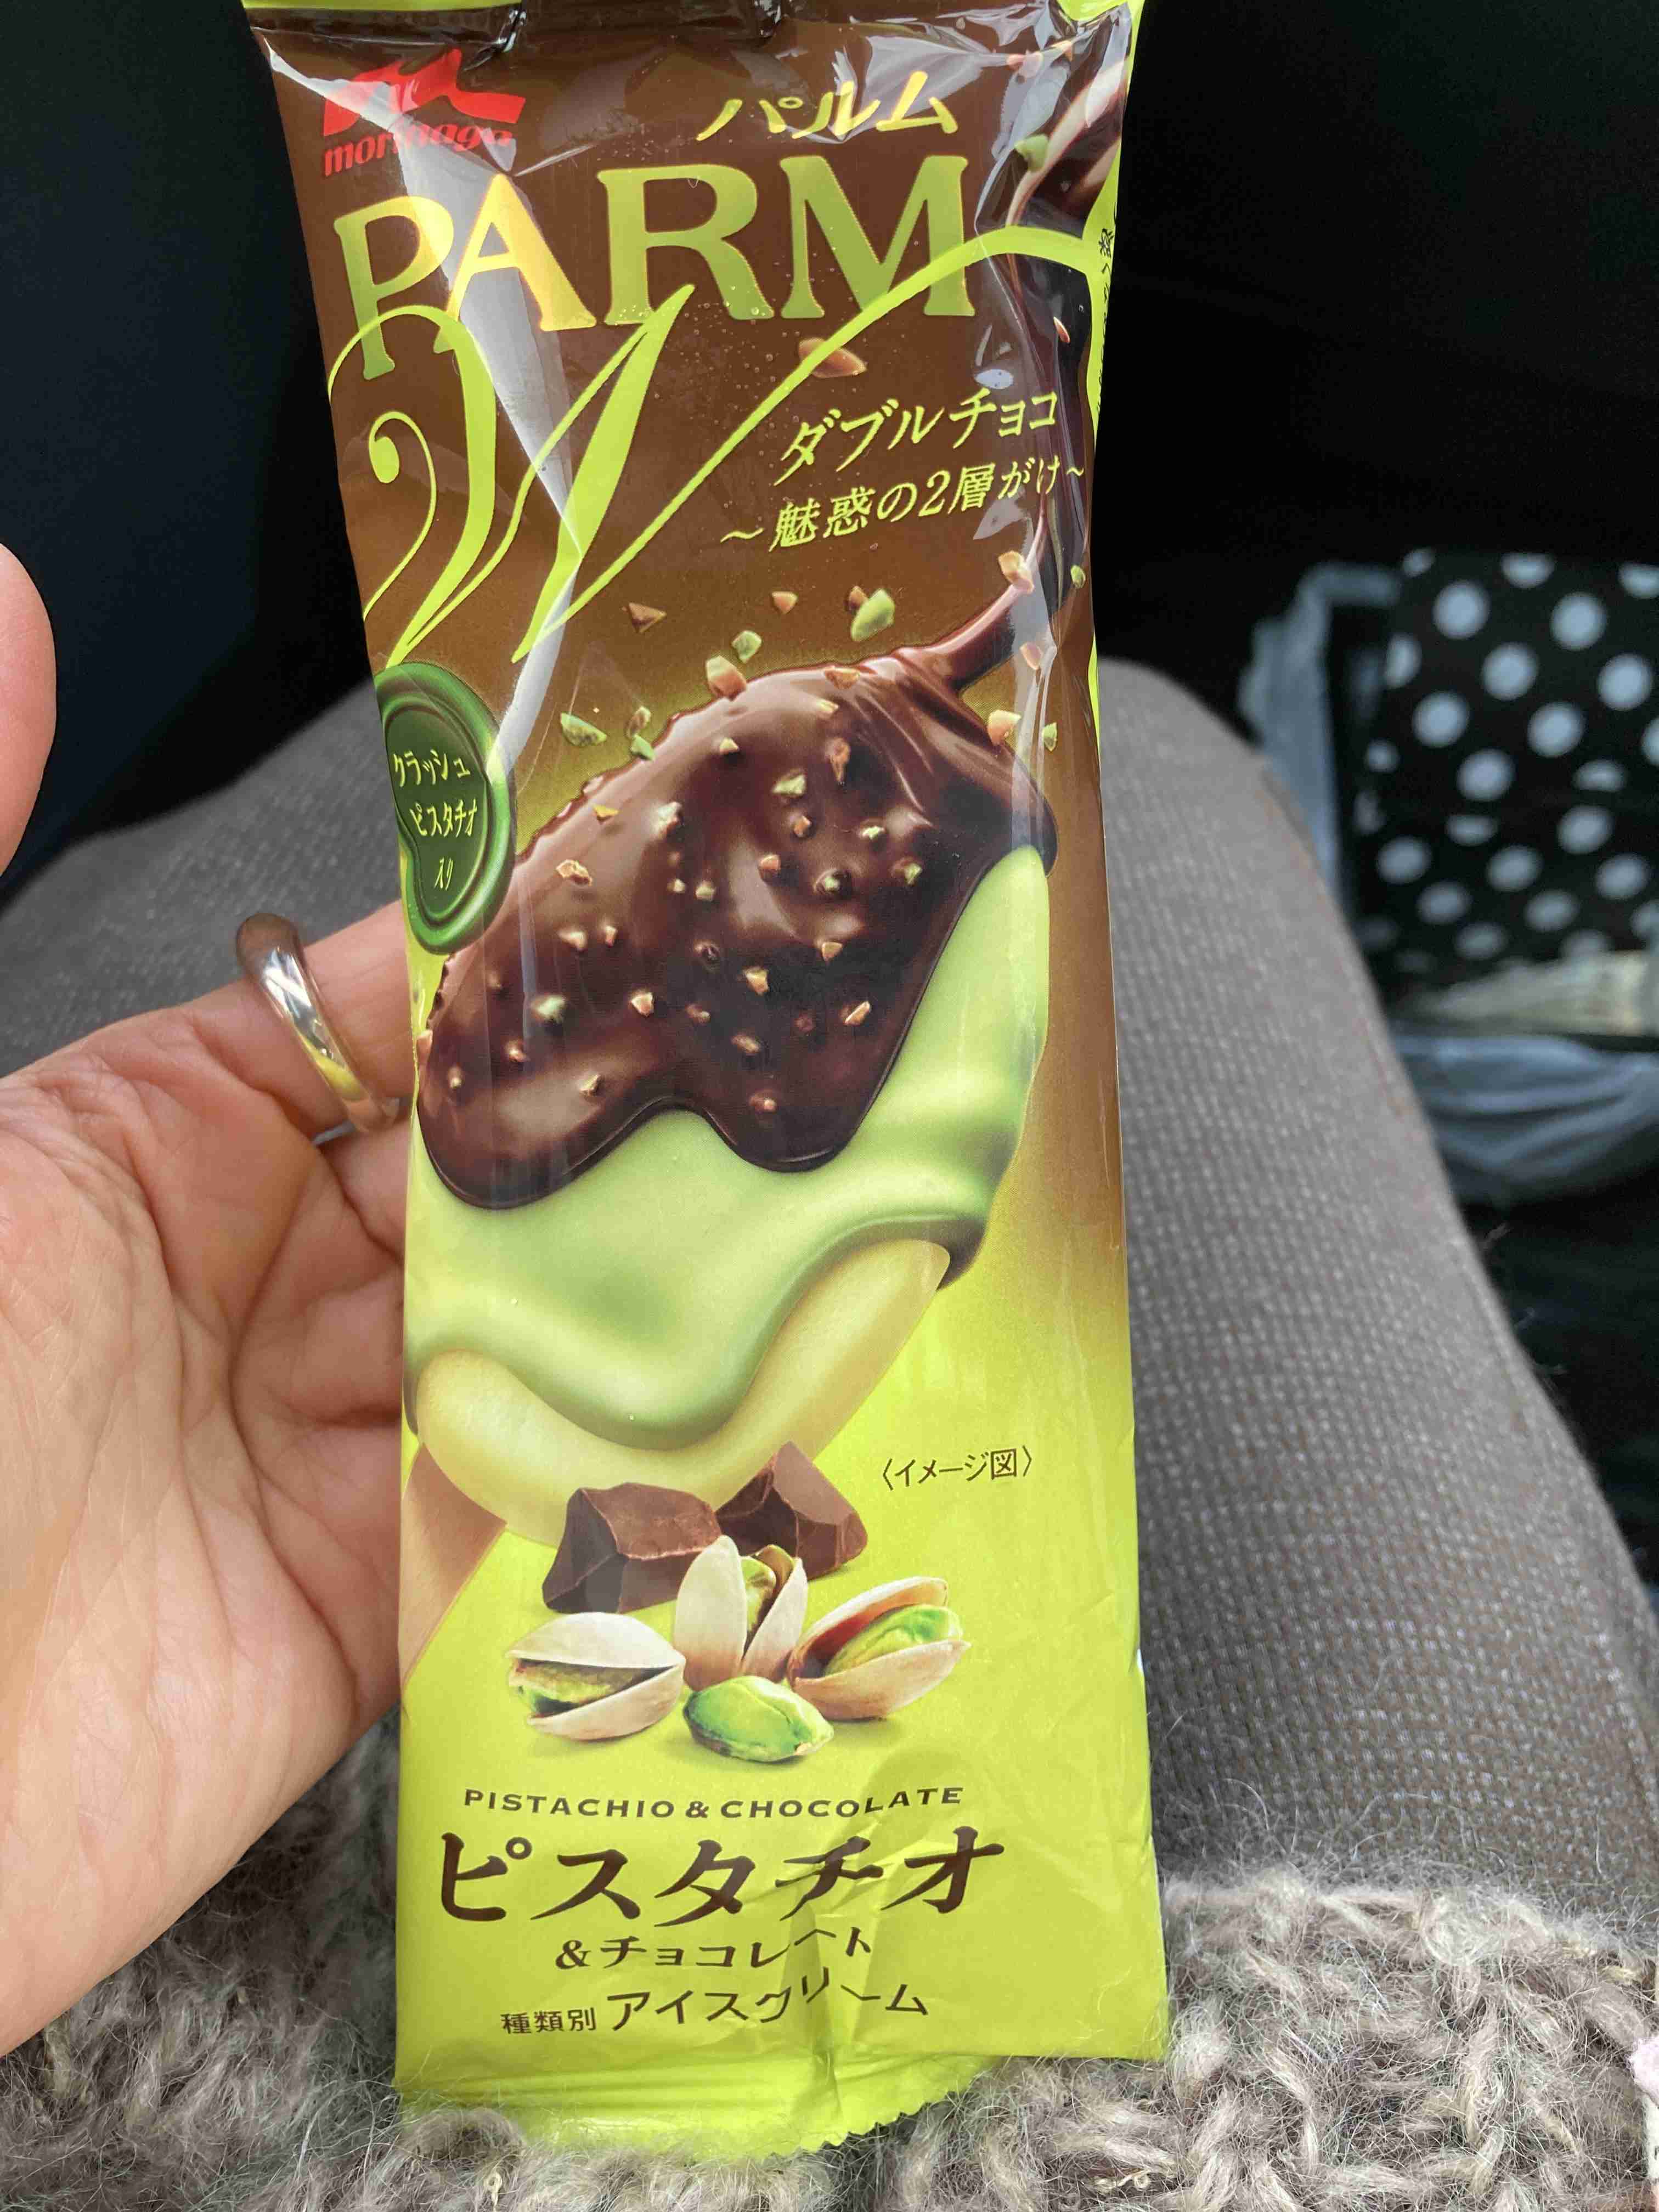 morinaga
パルム
PARM
W
ダブルチョコ
~魅惑の2層がけ~
クラッシュ
ピスタチオ
入り
〈イメージ図〉
PISTACHIO & CHOCOLATE
ピスタチオ
&チョコレート
種類別 アイスクリーム